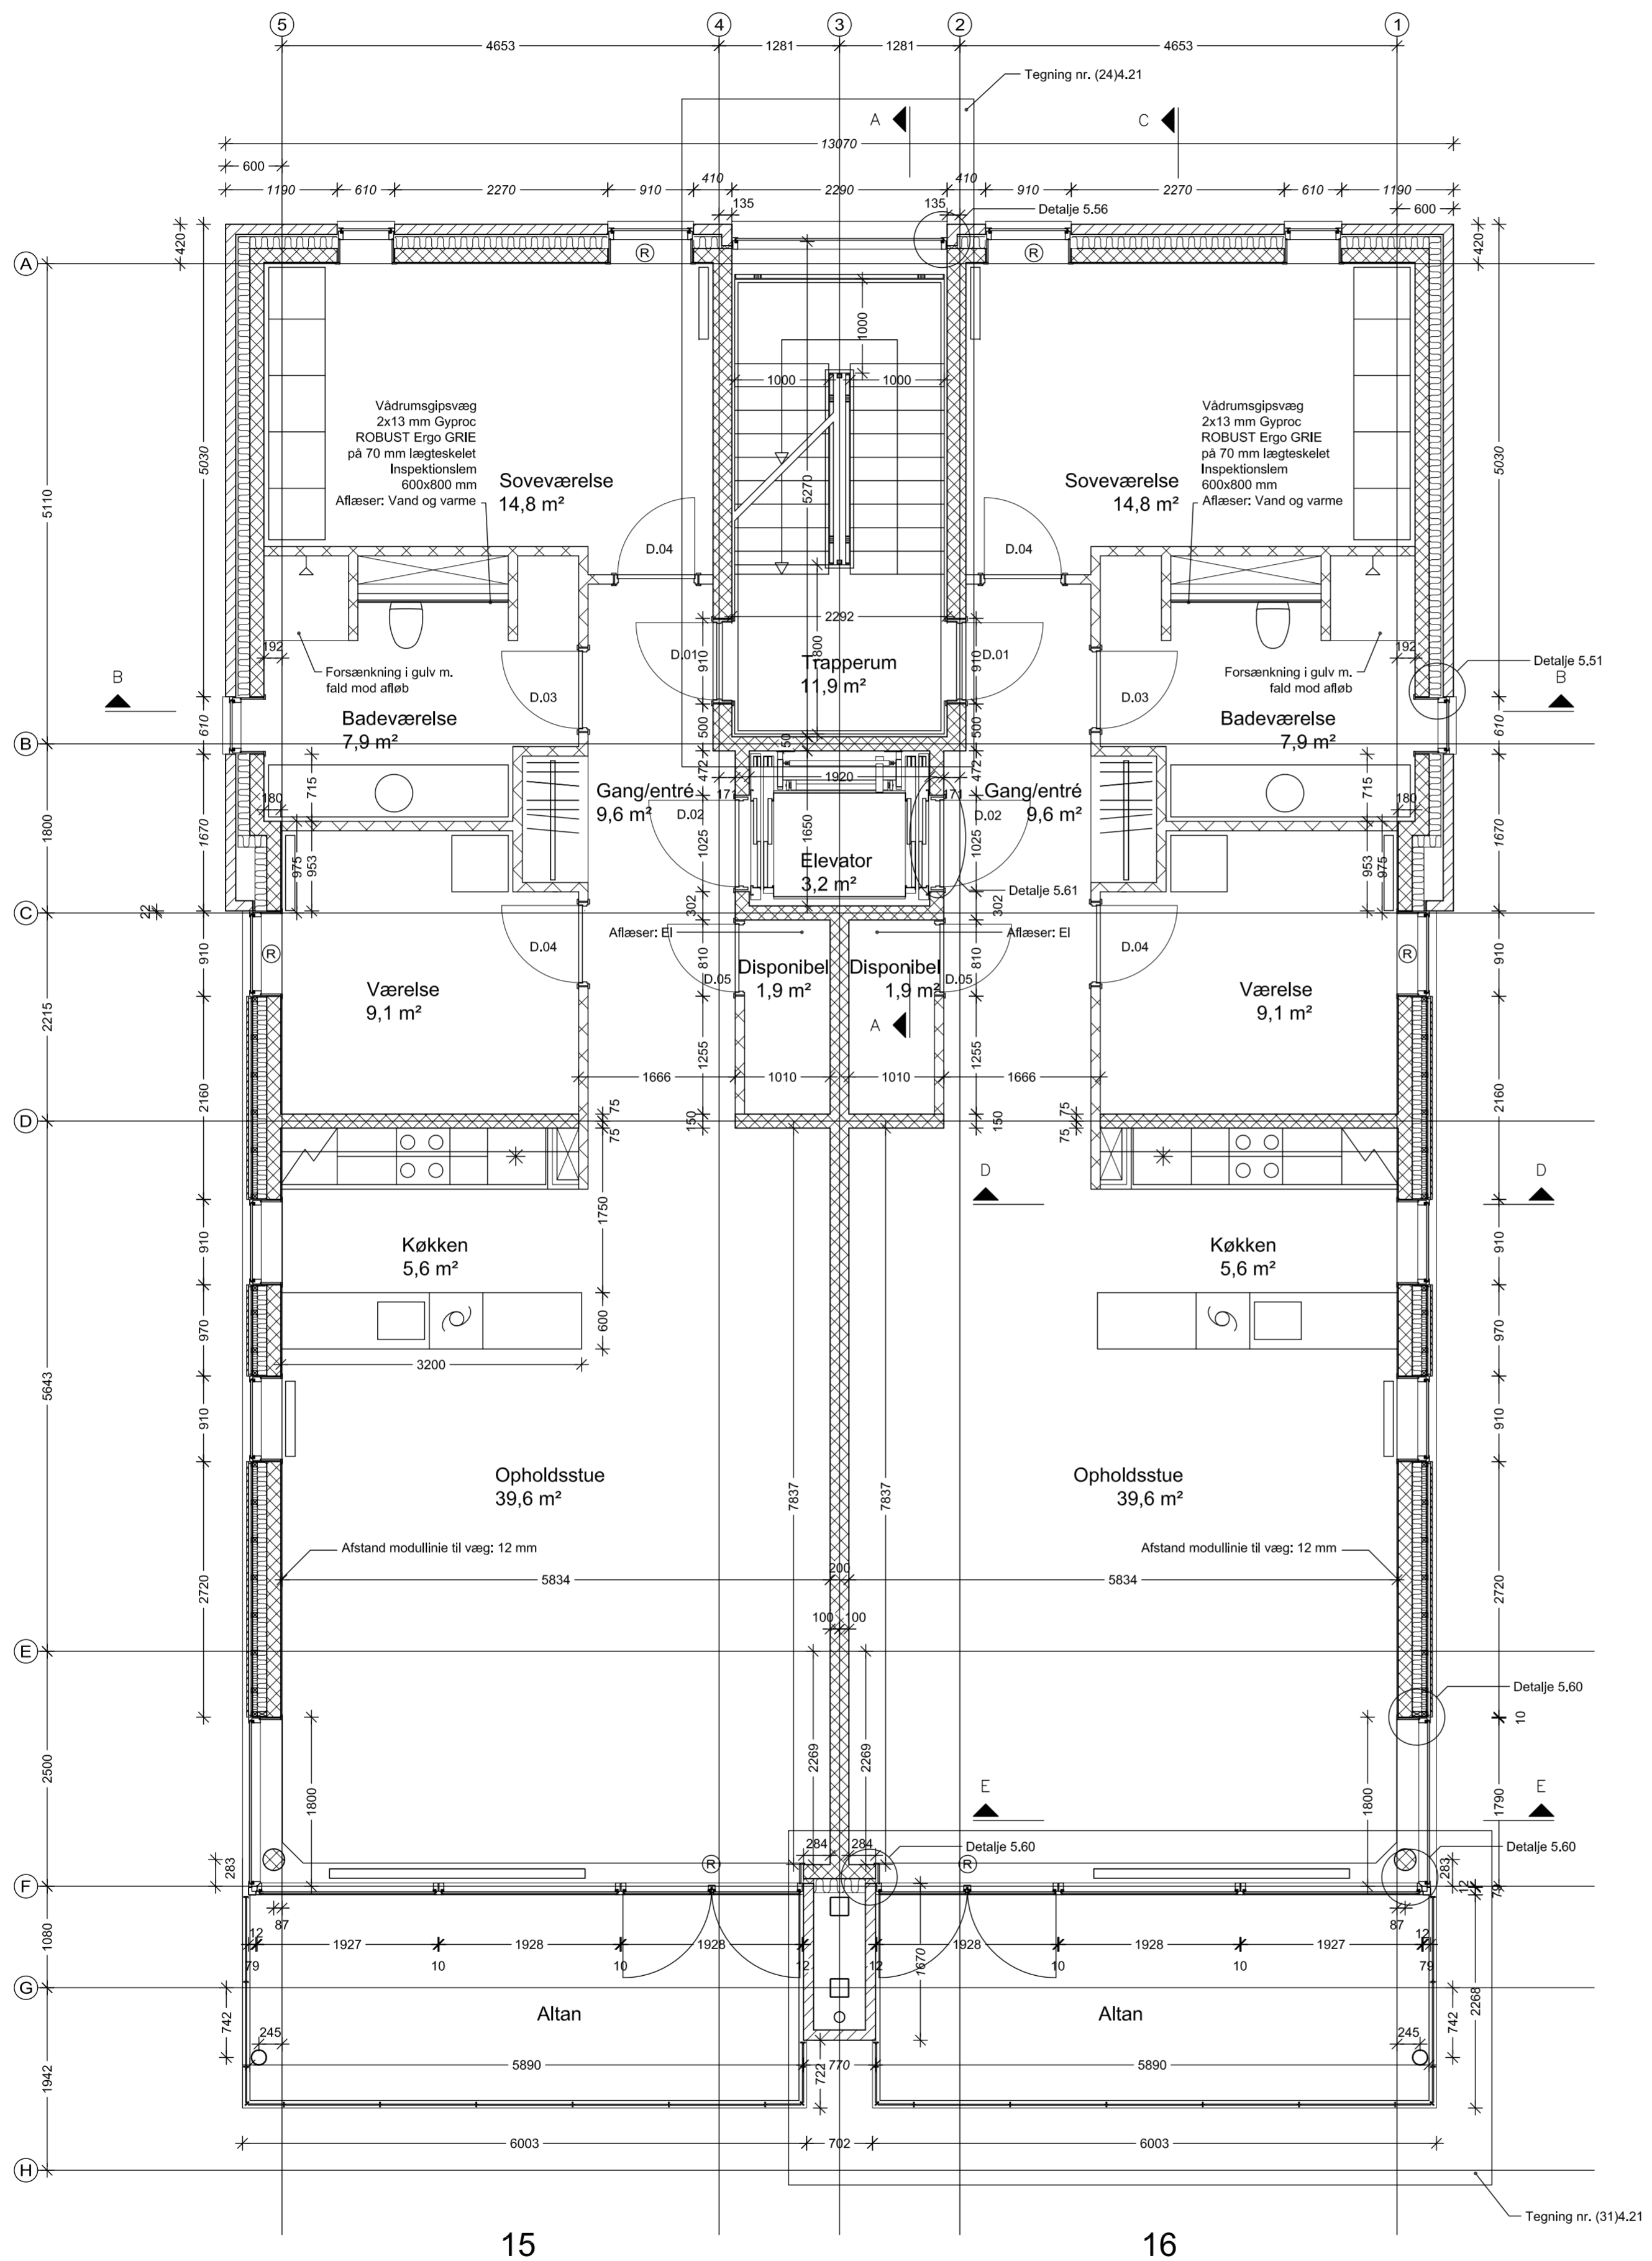 5
4
3
2
1
4653
1281
1281
4653
Tegning nr. (24)4.21
A
C
13070
600
1190
610
2270
910
410
2290
410
910
2270
610
1190
135
135
Detalje 5.56
600
420
420
A
R
R
1000
1000
1000
Vådrumsgipsvæg
2x13 mm Gyproc
ROBUST Ergo GRIE
på 70 mm lægteskelet
Inspektionslem
600x800 mm
Aflæser: Vand og varme
Vådrumsgipsvæg
2x13 mm Gyproc
ROBUST Ergo GRIE
på 70 mm lægteskelet
Inspektionslem
600x800 mm
Aflæser: Vand og varme
5030
5030
5110
5270
Soveværelse
14,8 m²
Soveværelse
14,8 m²
D.04
D.04
2292
192
192
D.01
910
1800
910
D.01
Trapperum
11,9 m²
Forsænkning i gulv m.
fald mod afløb
Forsænkning i gulv m.
fald mod afløb
Detalje 5.51
B
B
D.03
D.03
Badeværelse
7,9 m²
Badeværelse
7,9 m²
610
610
500
500
B
50
472
1920
472
715
715
180
180
Gang/entré
9,6 m²
Gang/entré
9,6 m²
171
171
D.02
D.02
1800
1670
1670
975
953
953
975
1025
1650
1025
Elevator
3,2 m²
Detalje 5.61
302
302
22
C
Aflæser: El
Aflæser: El
R
R
910
910
D.04
D.04
810
810
Disponibel
1,9 m²
Disponibel
1,9 m²
D.05
D.05
Værelse
9,1 m²
Værelse
9,1 m²
A
2215
1255
1255
1666
1010
1010
1666
2160
2160
75
75
150
150
75
75
D
D
D
1750
910
910
Køkken
5,6 m²
Køkken
5,6 m²
970
970
600
3200
5643
910
910
Opholdsstue
39,6 m²
Opholdsstue
39,6 m²
7837
7837
Afstand modullinie til væg: 12 mm
Afstand modullinie til væg: 12 mm
200
5834
5834
2720
2720
100
100
E
Detalje 5.60
10
2269
2269
2500
1800
1800
1790
E
E
284
284
Detalje 5.60
Detalje 5.60
283
283
R
R
F
12
79
87
87
12
12
1927
1928
1928
1928
1928
1927
79
10
10
12
12
10
10
79
1080
1670
G
742
742
2268
Altan
Altan
245
245
5890
770
5890
722
1942
6003
702
6003
H
Tegning nr. (31)4.21
15
16